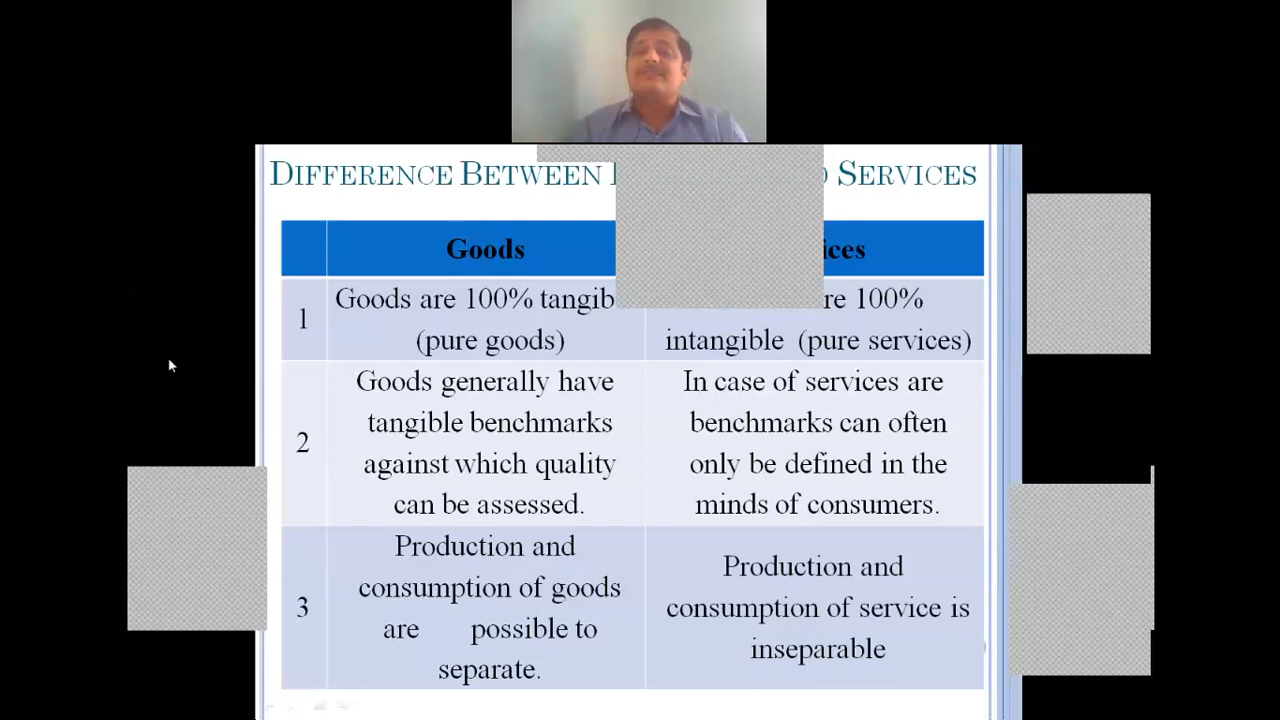 DIFFERENCE BETWEEN SERVICES
Goods
1
Goods are 100%
(pure goods)
100%
intangible (pure services)
2
Goods generally have
tangible benchmarks
against which quality
can be assessed.
In case of services are
benchmarks can often
only be defined in the
minds of consumers.
3
Production and
consumption of goods
are possible to
separate.
Production and
consumption of service is
inseparable